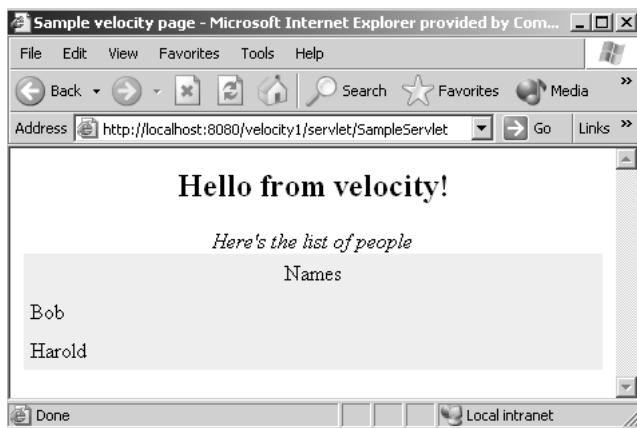 Sample velocity page - Microsoft Internet Explorer provided by Com...
File Edit View Favorites Tools Help
Back Search Favorites Media »
Address http://localhost:8080/velocity1/servlet/SampleServlet Go Links »
Hello from velocity!
Here's the list of people
Names
Bob
Harold
Done Local intranet